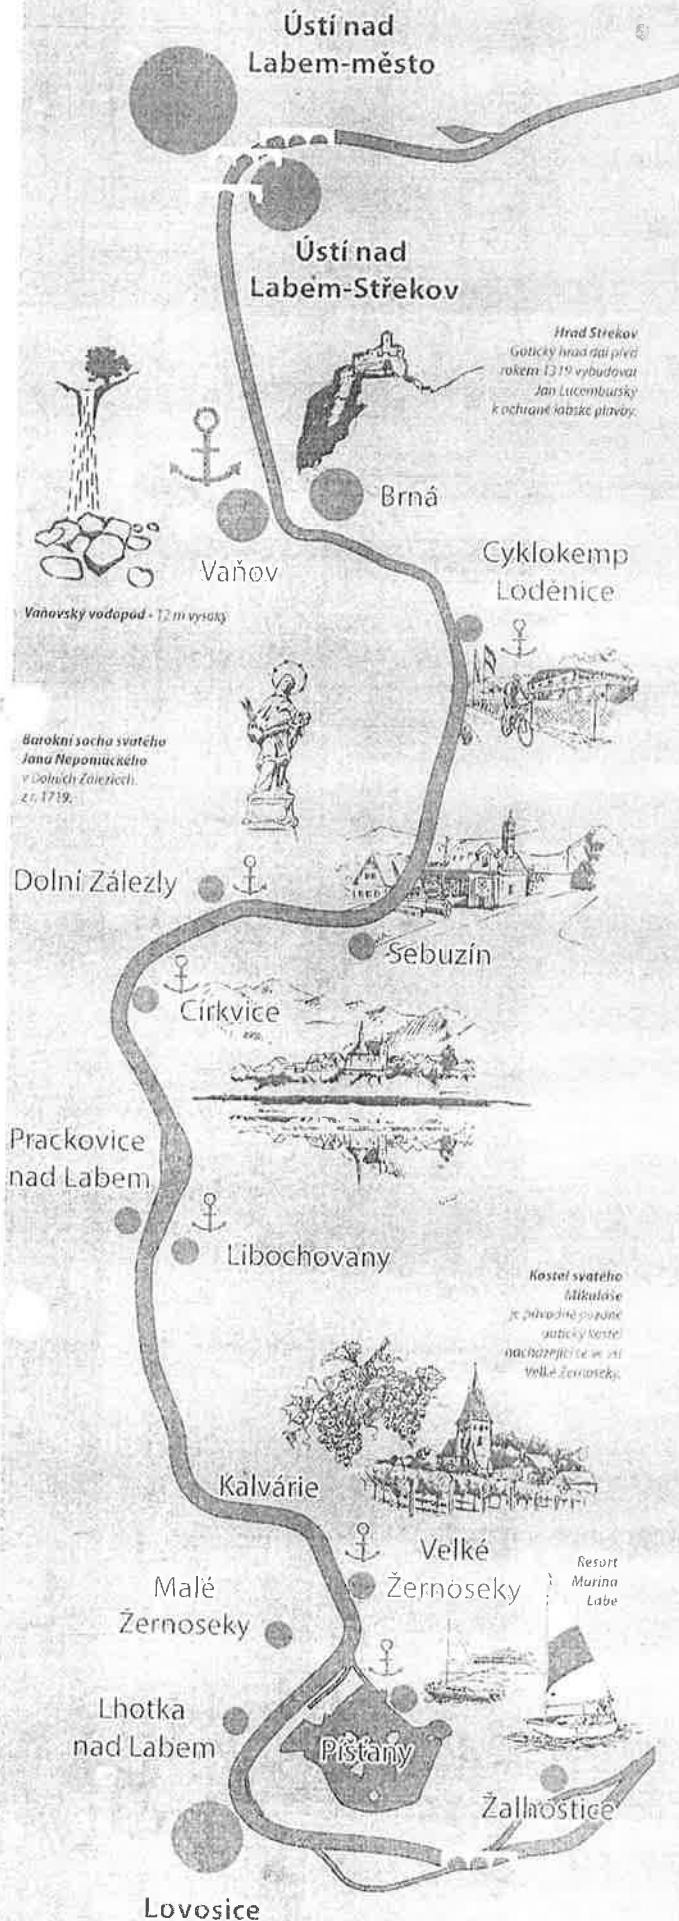 Ústí nad
Labem-město
Ústí nad
Labem-Střekov
Hrad Střekov
Gotický hrad dal před
rokem 1319 vybudovat
Jan Lucemburský
k ochraně labské plavby.
Brná
Vaňov
Cyklokemp
Loděnice
Vaňovský vodopád - 12 m vysoký
Barokní socha svatého
Jana Nepomuckého
v Dolních Zálezlech,
z r. 1719.
Dolní Zálezly
Sebuzín
Církvice
Prackovice
nad Labem
Libochovany
Kostel svatého
Mikuláše
je původně pozdně
gotický kostel
nacházející se ve vsi
Velké Žernoseky.
Kalvárie
Velké
Žernoseky
Resort
Marina
Labe
Malé
Žernoseky
Lhotka
nad Labem
Píšťany
Žalhostice
Lovosice